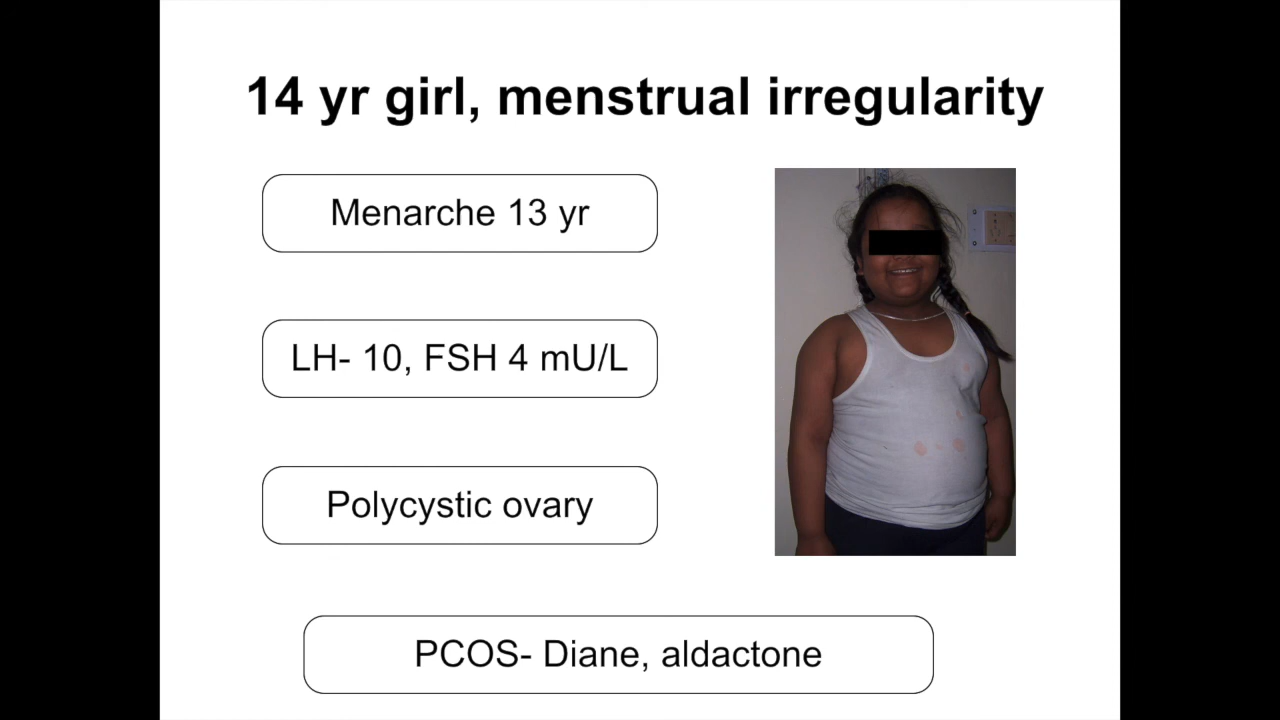 14 yr girl, menstrual irregularity
Menarche 13 yr
LH- 10, FSH 4 mU/L
Polycystic ovary
PCOS- Diane, aldactone